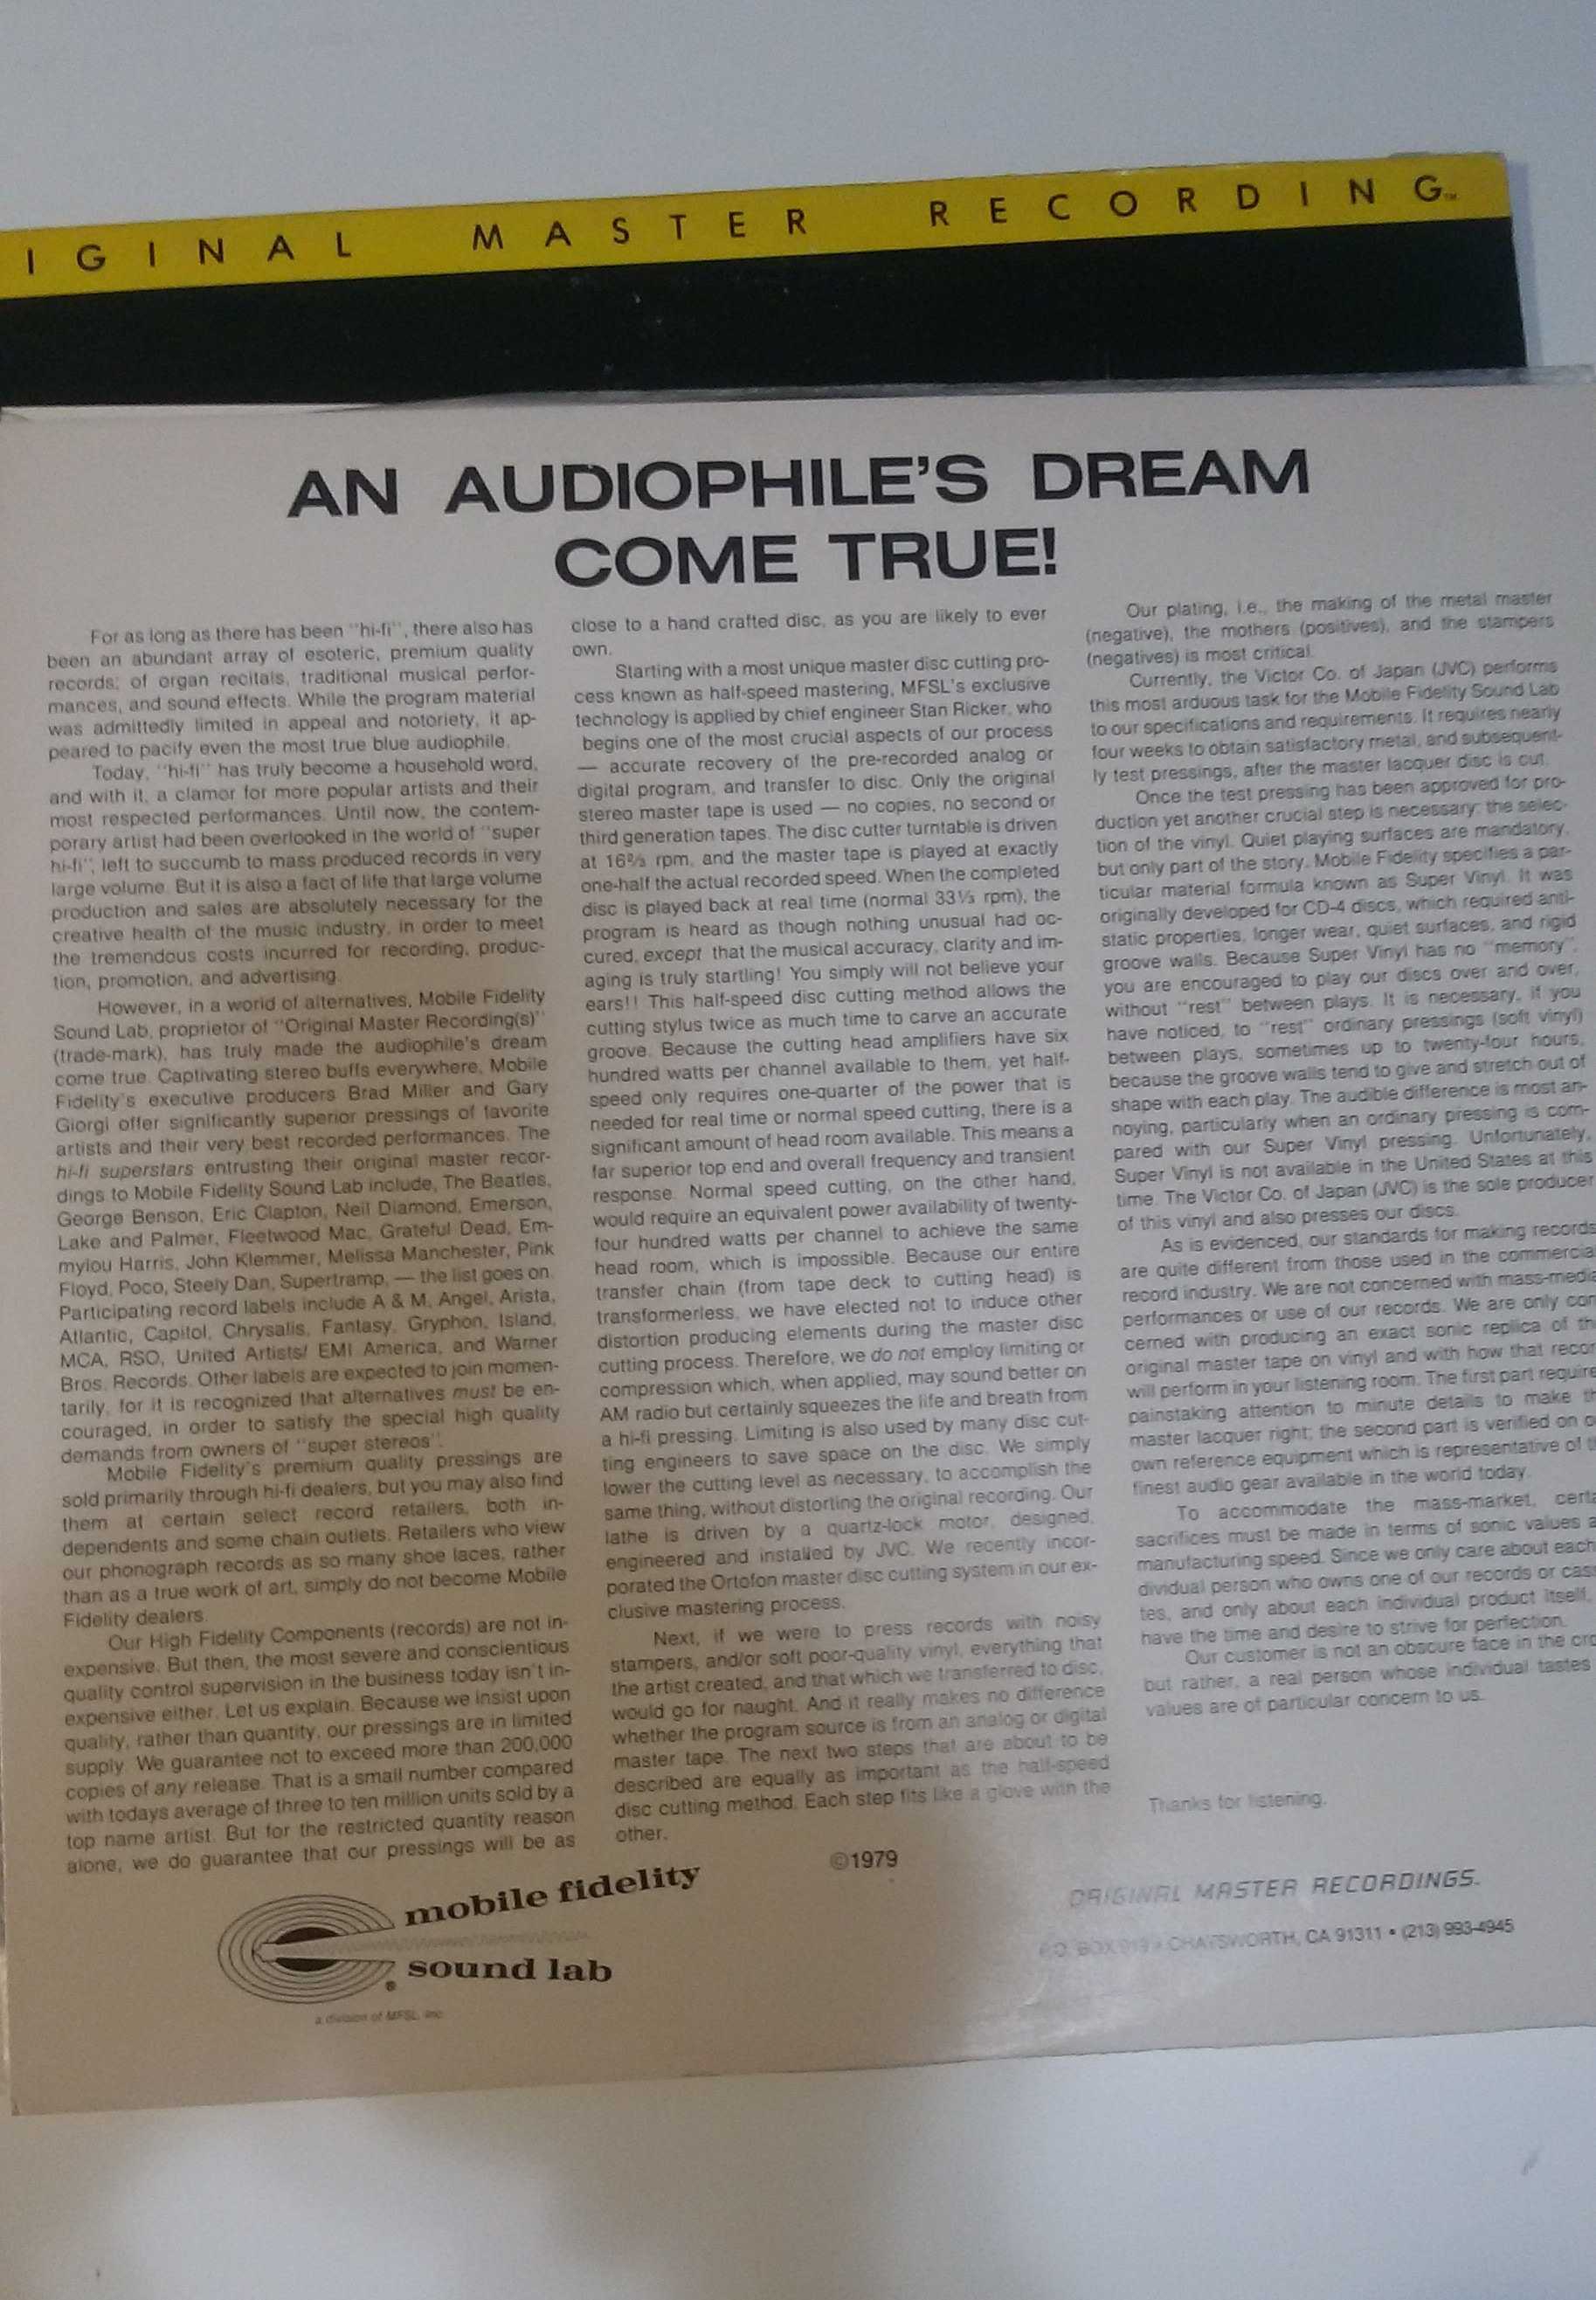 IGINAL MASTER RECORDING™
AN AUDIOPHILE'S DREAM
COME TRUE!
For as long as there has been "hi-fi", there also has
been an abundant array of esoteric, premium quality
records; of organ recitals, traditional musical perfor-
mances, and sound effects. While the program material
was admittedly limited in appeal and notoriety, it ap-
peared to pacify even the most true blue audiophile.
Today, "hi-fi" has truly become a household word,
and with it, a clamor for more popular artists and their
most respected performances. Until now, the contem-
porary artist had been overlooked in the world of "super
hi-fi", left to succumb to mass produced records in very
large volume. But it is also a fact of life that large volume
production and sales are absolutely necessary for the
creative health of the music industry, in order to meet
the tremendous costs incurred for recording, produc-
tion, promotion, and advertising.
However, in a world of alternatives, Mobile Fidelity
Sound Lab, proprietor of "Original Master Recording(s)"
(trade-mark), has truly made the audiophile's dream
come true. Captivating stereo buffs everywhere, Mobile
Fidelity's executive producers Brad Miller and Gary
Giorgi offer significantly superior pressings of favorite
artists and their very best recorded performances. The
hi-fi superstars entrusting their original master recor-
dings to Mobile Fidelity Sound Lab include, The Beatles,
George Benson, Eric Clapton, Neil Diamond, Emerson,
Lake and Palmer, Fleetwood Mac, Grateful Dead, Em-
mylou Harris, John Klemmer, Melissa Manchester, Pink
Floyd, Poco, Steely Dan, Supertramp, — the list goes on.
Participating record labels include A & M, Angel, Arista,
Atlantic, Capitol, Chrysalis, Fantasy, Gryphon, Island,
MCA, RSO, United Artists/ EMI America, and Warner
Bros. Records. Other labels are expected to join momen-
tarily, for it is recognized that alternatives must be en-
couraged, in order to satisfy the special high quality
demands from owners of "super stereos".
Mobile Fidelity's premium quality pressings are
sold primarily through hi-fi dealers, but you may also find
them at certain select record retailers, both in-
dependents and some chain outlets. Retailers who view
our phonograph records as so many shoe laces, rather
than as a true work of art, simply do not become Mobile
Fidelity dealers.
Our High Fidelity Components (records) are not in-
expensive. But then, the most severe and conscientious
quality control supervision in the business today isn't in-
expensive either. Let us explain. Because we insist upon
quality, rather than quantity, our pressings are in limited
supply. We guarantee not to exceed more than 200,000
copies of any release. That is a small number compared
with todays average of three to ten million units sold by a
top name artist. But for the restricted quantity reason
alone, we do guarantee that our pressings will be as
close to a hand crafted disc, as you are likely to ever
own.
Starting with a most unique master disc cutting pro-
cess known as half-speed mastering, MFSL's exclusive
technology is applied by chief engineer Stan Ricker, who
begins one of the most crucial aspects of our process
— accurate recovery of the pre-recorded analog or
digital program, and transfer to disc. Only the original
stereo master tape is used — no copies, no second or
third generation tapes. The disc cutter turntable is driven
at 16⅔ rpm, and the master tape is played at exactly
one-half the actual recorded speed. When the completed
disc is played back at real time (normal 33⅓ rpm), the
program is heard as though nothing unusual had oc-
cured, except that the musical accuracy, clarity and im-
aging is truly startling! You simply will not believe your
ears!! This half-speed disc cutting method allows the
cutting stylus twice as much time to carve an accurate
groove. Because the cutting head amplifiers have six
hundred watts per channel available to them, yet half-
speed only requires one-quarter of the power that is
needed for real time or normal speed cutting, there is a
significant amount of head room available. This means a
far superior top end and overall frequency and transient
response. Normal speed cutting, on the other hand,
would require an equivalent power availability of twenty-
four hundred watts per channel to achieve the same
head room, which is impossible. Because our entire
transfer chain (from tape deck to cutting head) is
transformerless, we have elected not to induce other
distortion producing elements during the master disc
cutting process. Therefore, we do not employ limiting or
compression which, when applied, may sound better on
AM radio but certainly squeezes the life and breath from
a hi-fi pressing. Limiting is also used by many disc cut-
ting engineers to save space on the disc. We simply
lower the cutting level as necessary, to accomplish the
same thing, without distorting the original recording. Our
lathe is driven by a quartz-lock motor, designed,
engineered and installed by JVC. We recently incor-
porated the Ortofon master disc cutting system in our ex-
clusive mastering process.
Next, if we were to press records with noisy
stampers, and/or soft poor-quality vinyl, everything that
the artist created, and that which we transferred to disc,
would go for naught. And it really makes no difference
whether the program source is from an analog or digital
master tape. The next two steps that are about to be
described are equally as important as the half-speed
disc cutting method. Each step fits like a glove with the
other.
Our plating, i.e., the making of the metal master
(negative), the mothers (positives), and the stampers
(negatives) is most critical.
Currently, the Victor Co. of Japan (JVC) performs
this most arduous task for the Mobile Fidelity Sound Lab
to our specifications and requirements. It requires nearly
four weeks to obtain satisfactory metal, and subsequent-
ly test pressings, after the master lacquer disc is cut.
Once the test pressing has been approved for pro-
duction yet another crucial step is necessary: the selec-
tion of the vinyl. Quiet playing surfaces are mandatory,
but only part of the story. Mobile Fidelity specifies a par-
ticular material formula known as Super Vinyl. It was
originally developed for CD-4 discs, which required anti-
static properties, longer wear, quiet surfaces, and rigid
groove walls. Because Super Vinyl has no "memory",
you are encouraged to play our discs over and over,
without "rest" between plays. It is necessary, if you
have noticed, to "rest" ordinary pressings (soft vinyl)
between plays, sometimes up to twenty-four hours,
because the groove walls tend to give and stretch out of
shape with each play. The audible difference is most an-
noying, particularly when an ordinary pressing is com-
pared with our Super Vinyl pressing. Unfortunately,
Super Vinyl is not available in the United States at this
time. The Victor Co. of Japan (JVC) is the sole producer
of this vinyl and also presses our discs.
As is evidenced, our standards for making records
are quite different from those used in the commercial
record industry. We are not concerned with mass-media
performances or use of our records. We are only con
cerned with producing an exact sonic replica of th
original master tape on vinyl and with how that recor
will perform in your listening room. The first part require
painstaking attention to minute details to make th
master lacquer right; the second part is verified on o
own reference equipment which is representative of t
finest audio gear available in the world today.
To accommodate the mass-market, certa
sacrifices must be made in terms of sonic values a
manufacturing speed. Since we only care about each
dividual person who owns one of our records or cas
tes, and only about each individual product itself,
have the time and desire to strive for perfection.
Our customer is not an obscure face in the cro
but rather, a real person whose individual tastes
values are of particular concern to us.
Thanks for listening.
©1979
mobile fidelity
sound lab
®
a division of MFSL, Inc.
ORIGINAL MASTER RECORDINGS.
P.O. BOX CHATSWORTH, CA 91311 • (213) 993-4945